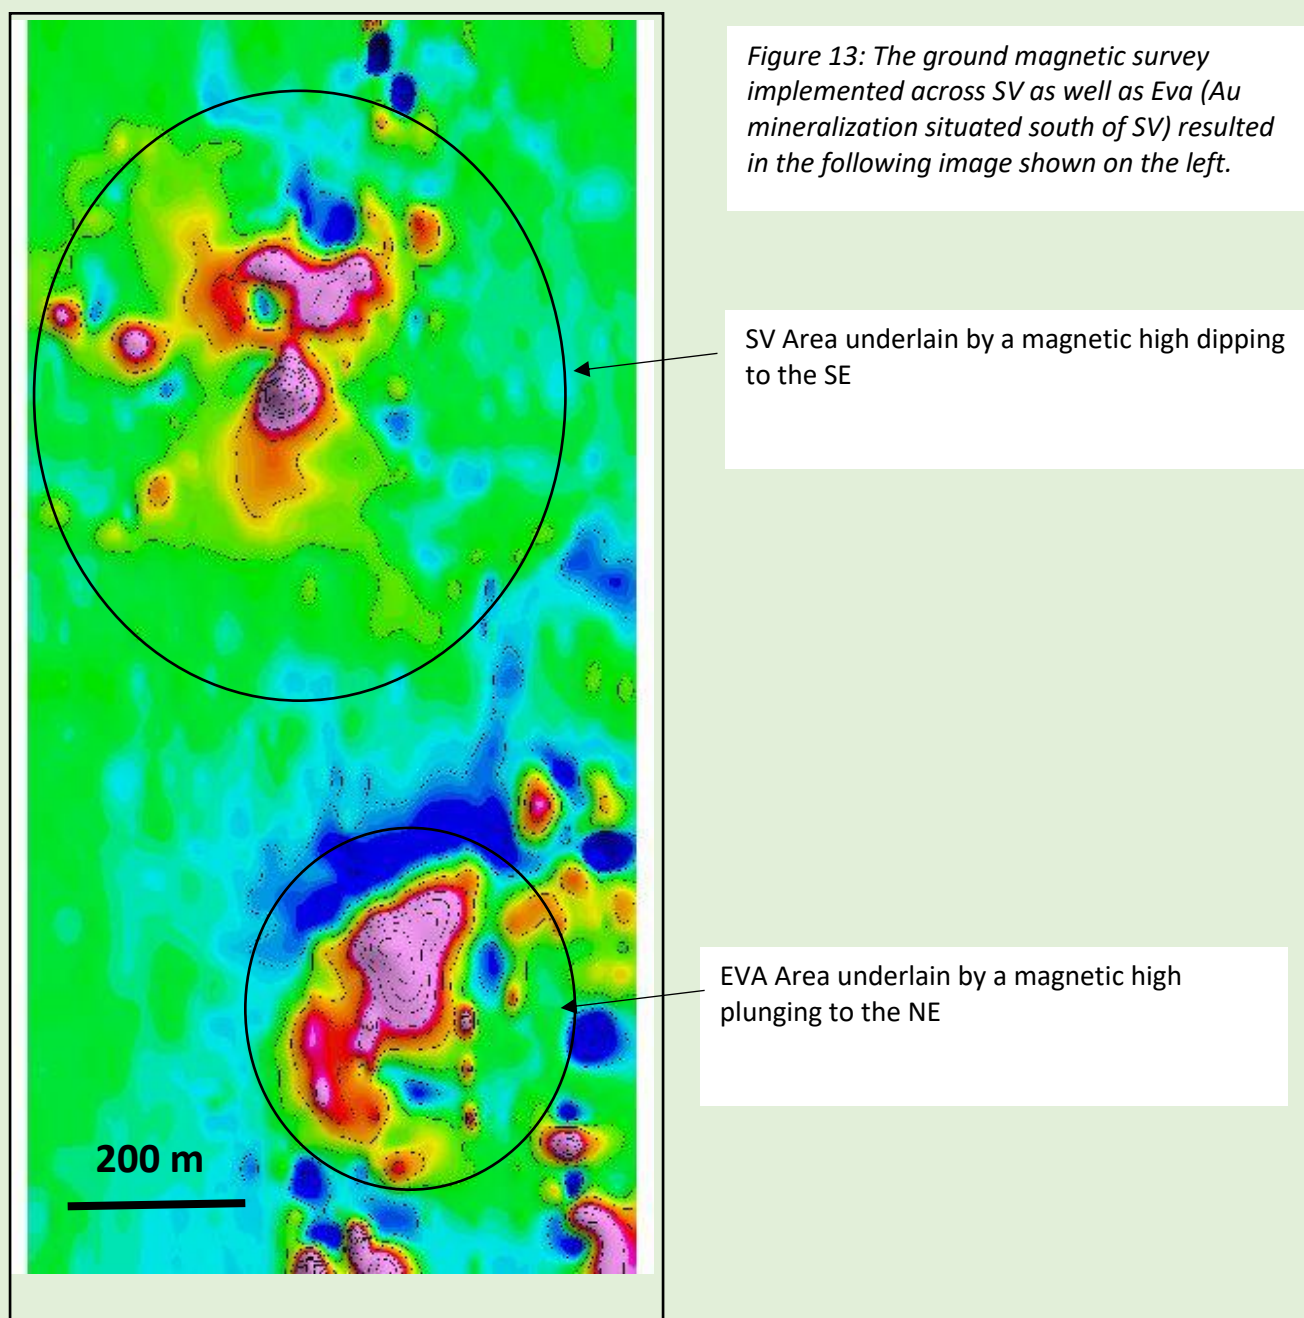 Figure 13: The ground magnetic survey
implemented across SV as well as Eva (Au
mineralization situated south of SV) resulted
in the following image shown on the left.
SV Area underlain by a magnetic high dipping
to the SE
EVA Area underlain by a magnetic high
plunging to the NE
200 m